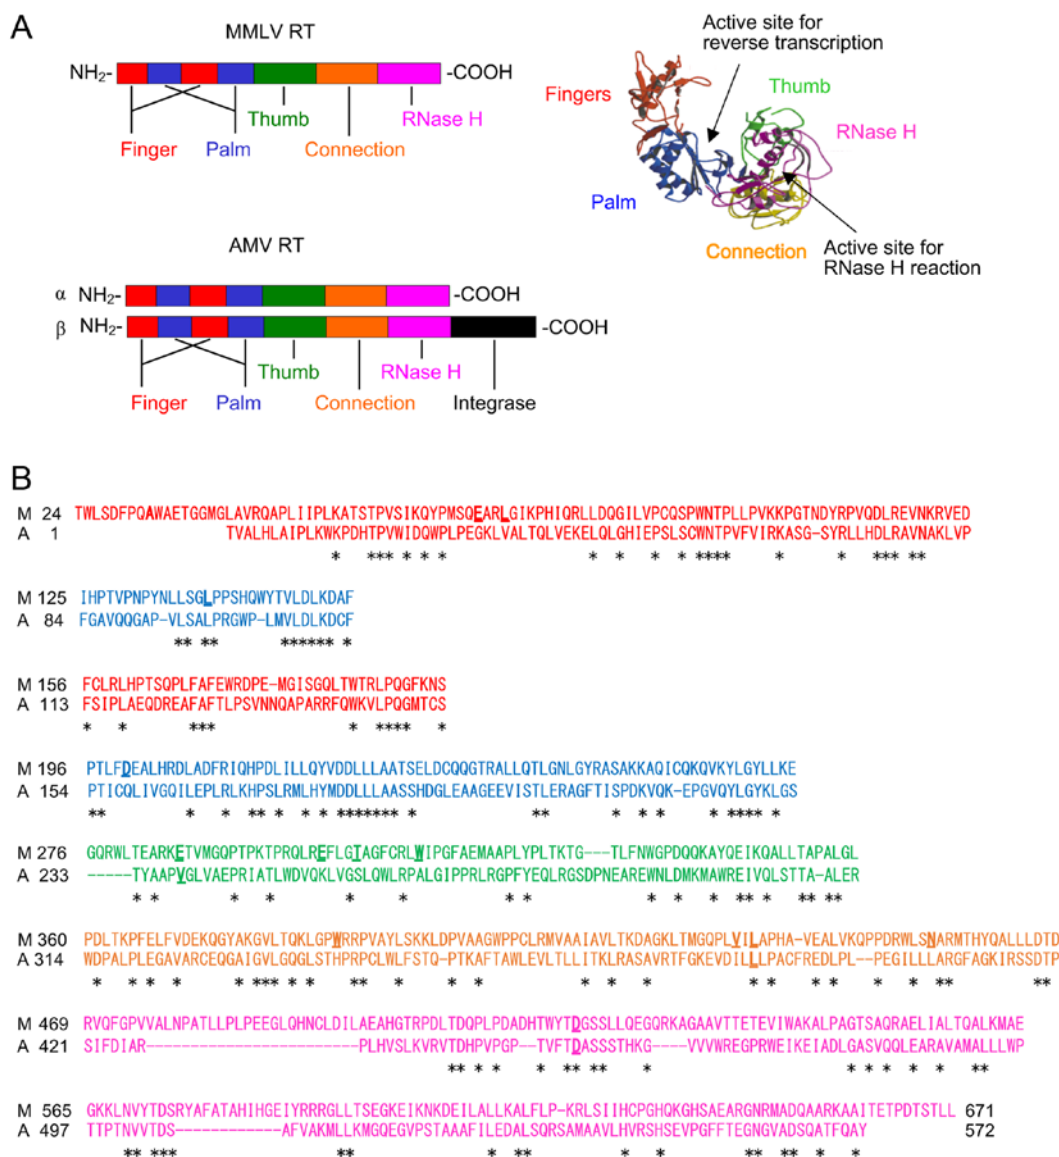 A
MMLV RT
NH2- -COOH
Finger Palm Thumb Connection RNase H
Active site for
reverse transcription
Fingers
Thumb
RNase H
Palm
Connection
Active site for
RNase H reaction
AMV RT
α NH2- -COOH
β NH2- -COOH
Thumb RNase H
Finger Palm Connection Integrase
B
M 24 TWLSDFPQAWAETGGMGLAVRQAPLIIPLKATSTPVSIKQYPMSQEARLGIKPHIQRLLDQGILVPCQSPWNTPLLPVKKPGTNDYRPVQDLREVNKRVED
A 1 TVALHLAIPLKWKPDHTPVWIDQWPLPEGKLVALTQLVEKELQLGHIEPSLSCWNTPVFVIRKASG-SYRLLHDLRAVNAKLVP
* *** * * * * * * **** * * *** **
M 125 IHPTVPNPYNLLSGLPPSHQWYTVLDLKDAF
A 84 FGAVQQGAP-VLSALPRGWP-LMVLDLKDCF
** ** ****** *
M 156 FCLRLHPTSQPLFAFEWRDPE-MGISGQLTWTRLPQGFKNS
A 113 FSIPLAEQDREAFAFTLPSVNNQAPARRFQWKVLPQGMTCS
* * *** * **** *
M 196 PTLFDEALHRDLADFRIQHPDLILLQYVDDLLLAATSELDCQQGTRALLQTLGNLGYRASAKKAQICQKQVKYLGYLLKE
A 154 PTICQLIVGQILEPLRLKHPSLRMLHYMDDLLLAASSHDGLEAAGEEVISTLERAGFTISPDKVQK-EPGVQYLGYKLGS
** * * ** * * ******* * ** * * * **** *
M 276 GQRWLTEARKETVMGQPTPKTPRQLREFLGTAGFCRLWIPGFAEMAAPLYPLTKTG---TLFNWGPDQQKAYQEIKQALLTAPALGL
A 233 -----TYAAPVGLVAEPRIATLWDVQKLVGSLQWLRPALGIPPRLRGPFYEQLRGSDPNEAREWNLDMKMAWREIVQLSTTA-ALER
* * * * * * * * * * ** * ** **
M 360 PDLTKPFELFVDEKQGYAKGVLTQKLGPWRRPVAYLSKKLDPVAAGWPPCLRMVAAIAVLTKDAGKLTMGQPLVILAPHA-VEALVKQPPDRWLSNARMTHYQALLLDTD
A 314 WDPALPLEGAVARCEQGAIGVLGQGLSTHPRPCLWLFSTQ-PTKAFTAWLEVLTLLITKLRASAVRTFGKEVDILLLPACFREDLPL--PEGILLLARGFAGKIRSSDTP
* * * * *** * * ** * * * * * * * * * * * **
M 469 RVQFGPVVALNPATLLPLPEEGLQHNCLDILAEAHGTRPDLTDQPLPDADHTWYTDGSSLLQEGQRKAGAAVTTETEVIWAKALPAGTSAQRAELIALTQALKMAE
A 421 SIFDIAR------------------------PLHVSLKVRVTDHPVPGP--TVFTDASSSTHKG----VVVWREGPRWEIKEIADLGASVQQLEARAVAMALLLWP
** * * * ** ** * * * * * **
M 565 GKKLNVYTDSRYAFATAHIHGEIYRRRGLLTSEGKEIKNKDEILALLKALFLP-KRLSIIHCPGHQKGHSAEARGNRMADQAARKAAITETPDTSTLL 671
A 497 TTPTNVVTDS------------AFVAKMLLKMGQEGVPSTAAAFILEDALSQRSAMAAVLHVRSHSEVPGFFTEGNGVADSQATFQAY 572
** *** ** * ** * * ** ** * *